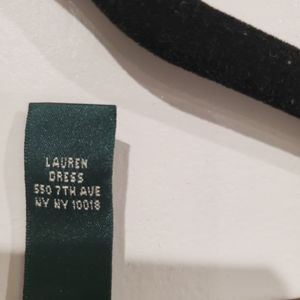 LAUREN
DRESS
550 7TH AVE
NY NY 10018